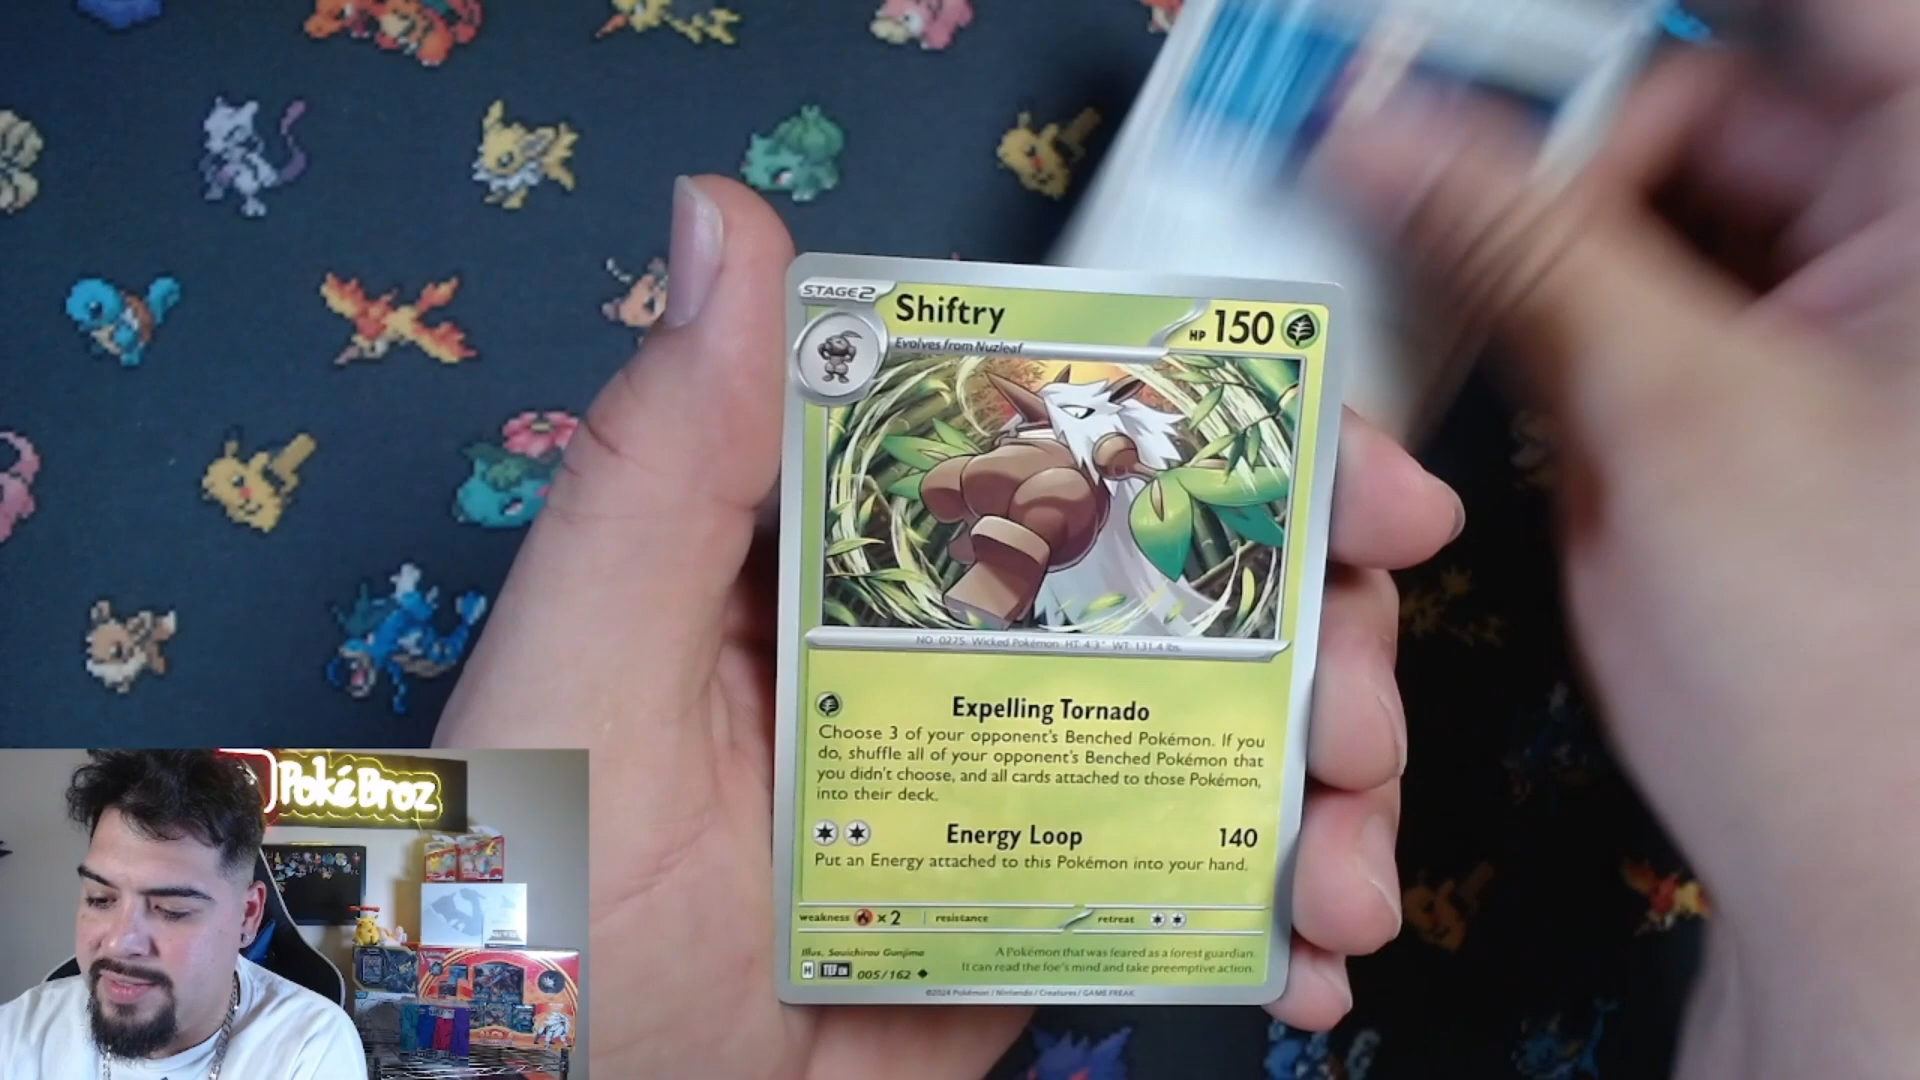 STAGE2
Shiftry
HP 150
Evolves from Nuzleaf
NO. 0275 Wicked Pokémon HT: 4'3" WT: 131.4 lbs.
Expelling Tornado
Choose 3 of your opponent's Benched Pokémon. If you
do, shuffle all of your opponent's Benched Pokémon that
you didn't choose, and all cards attached to those Pokémon,
into their deck.
Energy Loop 140
Put an Energy attached to this Pokémon into your hand.
weakness x2 resistance retreat
Illus. Souichirou Gunjima
A Pokémon that was feared as a forest guardian.
It can read the foe's mind and take preemptive action.
H TEF EN 005/162
©2024 Pokémon / Nintendo / Creatures / GAME FREAK
PokéBroz